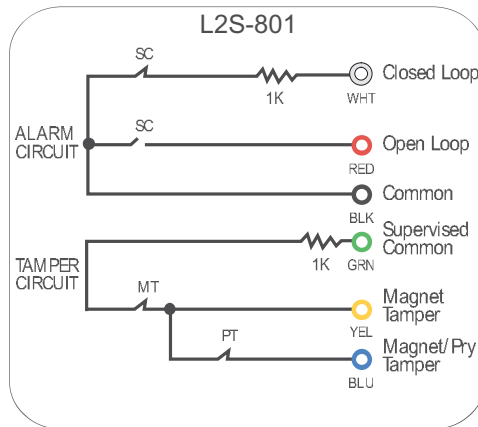 L2S-801
SC
1K
Closed Loop
WHT
ALARM
CIRCUIT
SC
Open Loop
RED
Common
BLK
Supervised
Common
1K
GRN
TAMPER
CIRCUIT
MT
Magnet
Tamper
YEL
PT
Magnet/Pry
Tamper
BLU